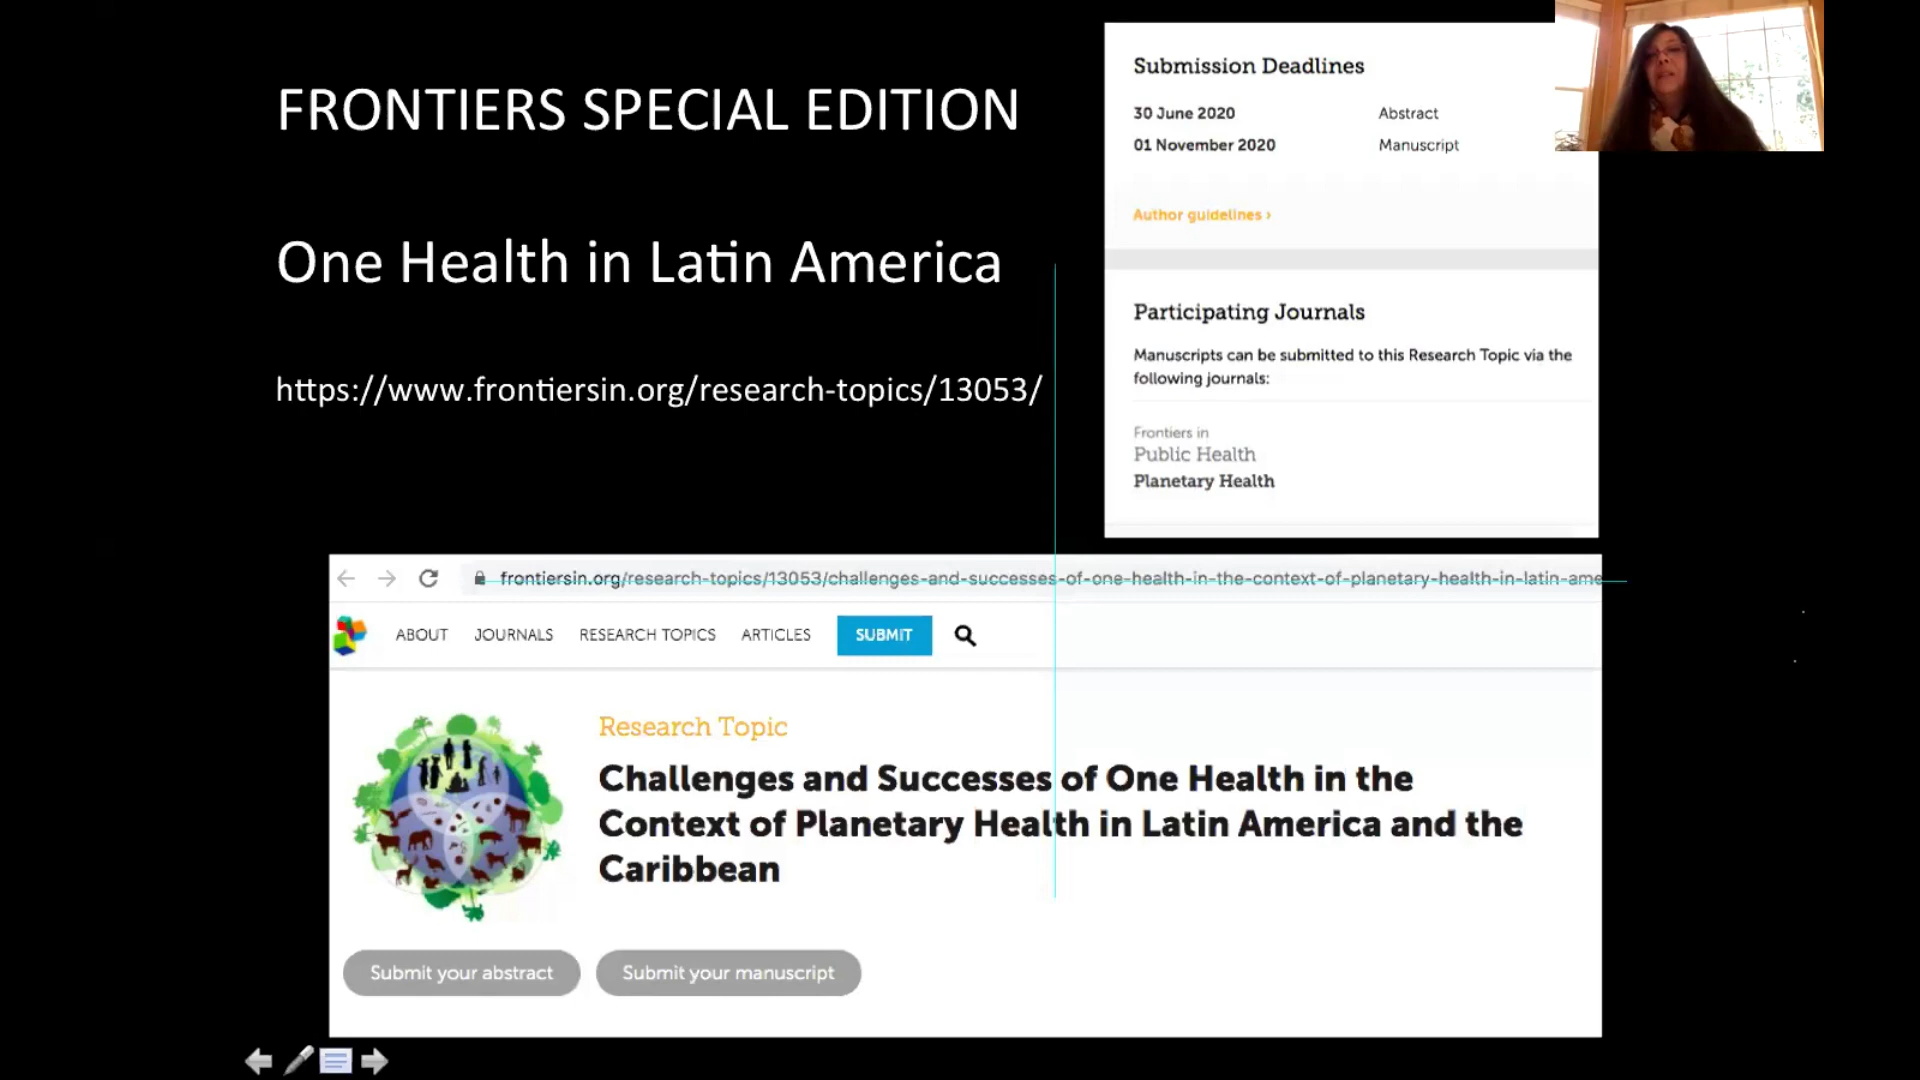 FRONTIERS SPECIAL EDITION
One Health in Latin America
https://www.frontiersin.org/research-topics/13053/
Submission Deadlines
30 June 2020 Abstract
01 November 2020 Manuscript
Author guidelines ›
Participating Journals
Manuscripts can be submitted to this Research Topic via the
following journals:
Frontiers in
Public Health
Planetary Health
frontiersin.org/research-topics/13053/challenges-and-successes-of-one-health-in-the-context-of-planetary-health-in-latin-ame
ABOUT JOURNALS RESEARCH TOPICS ARTICLES SUBMIT
Research Topic
Challenges and Successes of One Health in the
Context of Planetary Health in Latin America and the
Caribbean
Submit your abstract Submit your manuscript